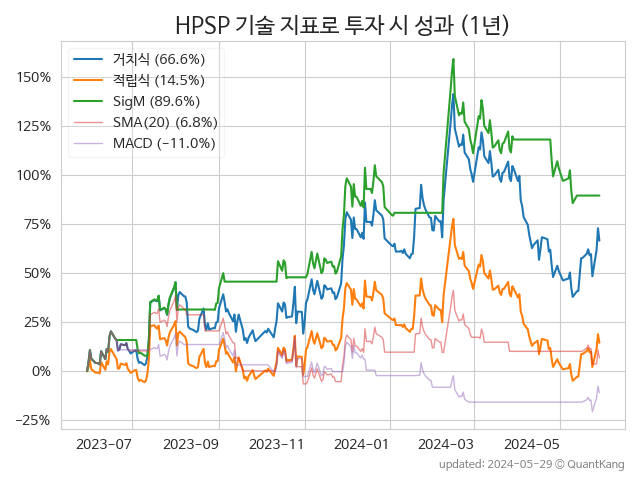 HPSP 기술 지표로 투자 시 성과 (1년)
거치식 (66.6%)
적립식 (14.5%)
SigM (89.6%)
SMA(20) (6.8%)
MACD (−11.0%)
150%
125%
100%
75%
50%
25%
0%
−25%
2023-07 2023-09 2023-11 2024-01 2024-03 2024-05
updated: 2024-05-29 ⓒ QuantKang